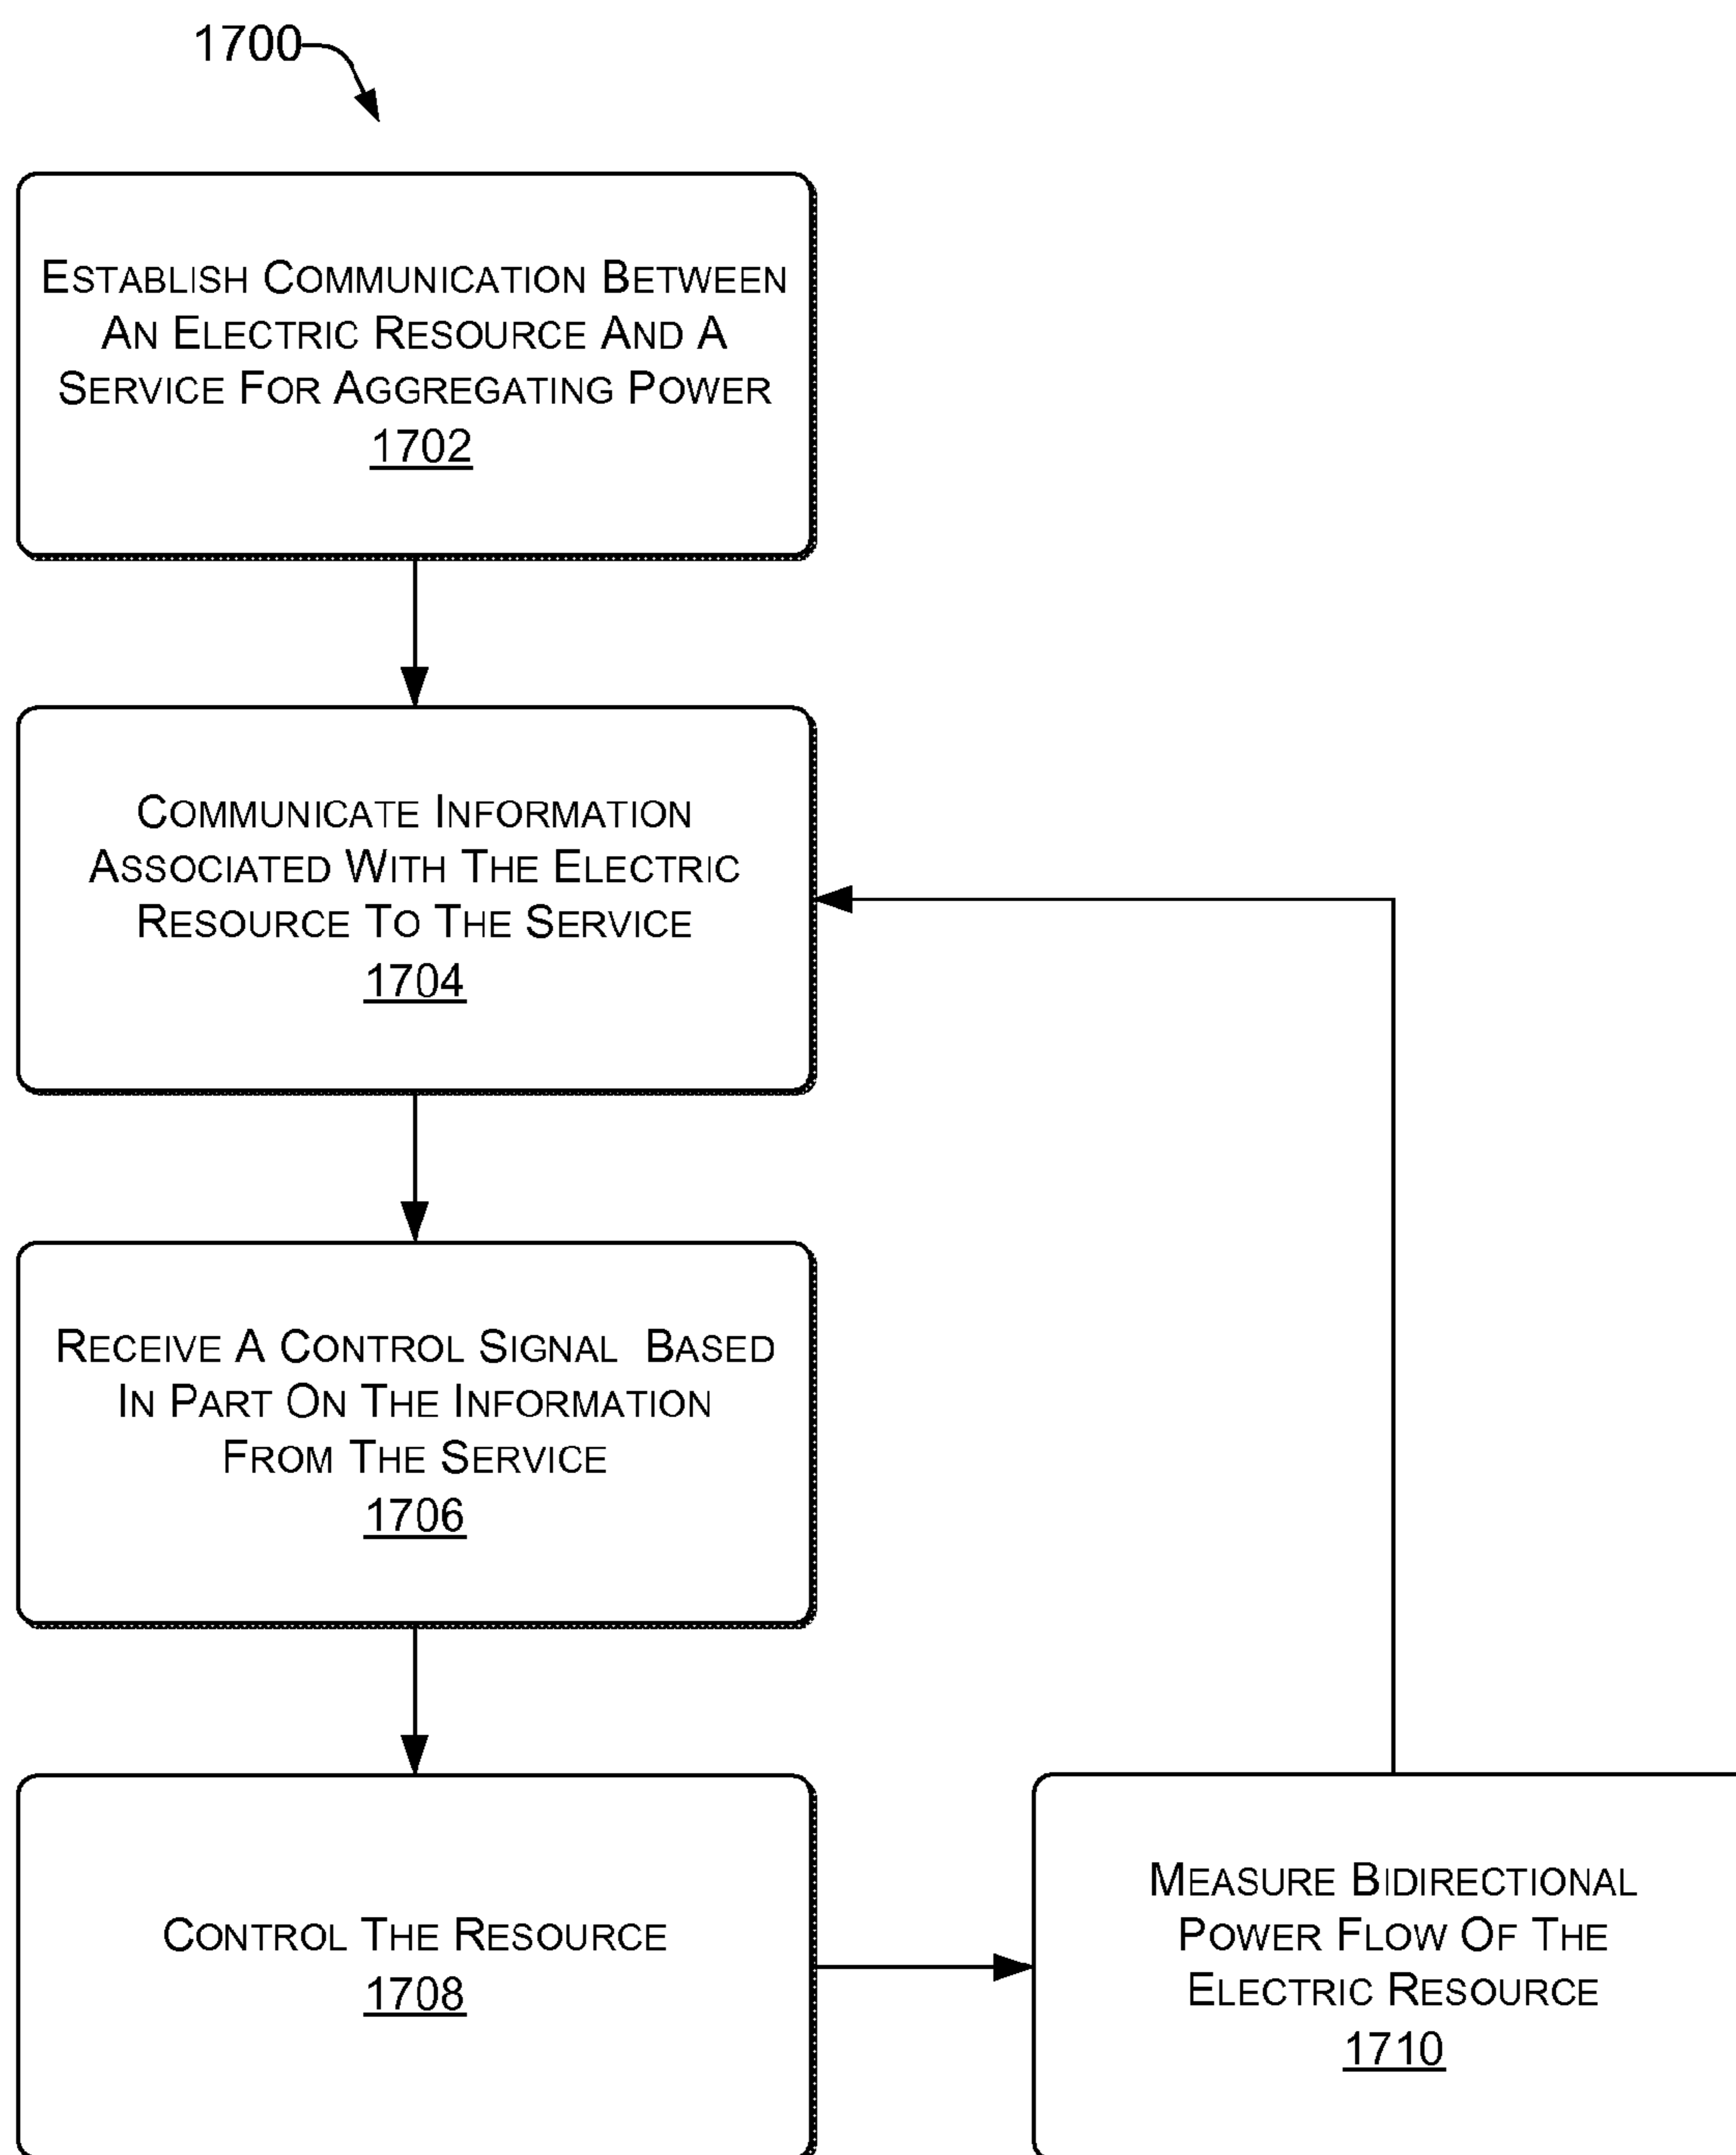 1700
ESTABLISH COMMUNICATION BETWEEN
AN ELECTRIC RESOURCE AND A
SERVICE FOR AGGREGATING POWER
1702
COMMUNICATE INFORMATION
ASSOCIATED WITH THE ELECTRIC
RESOURCE TO THE SERVICE
1704
RECEIVE A CONTROL SIGNAL BASED
IN PART ON THE INFORMATION
FROM THE SERVICE
1706
CONTROL THE RESOURCE
1708
MEASURE BIDIRECTIONAL
POWER FLOW OF THE
ELECTRIC RESOURCE
1710